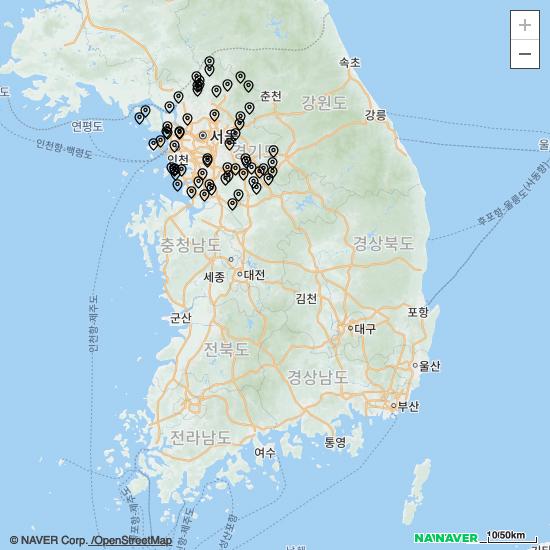 +
−
속초
춘천
강원도
강릉
연평도
서울
인천항-백령도
인천
경기도
울
후포항-울릉도(사동항)
충청남도
경상북도
세종
대전
김천
인천항-제주도
군산
포항
대구
전북도
울산
경상남도
부산
전라남도
여수
통영
© NAVER Corp. /OpenStreetMap
NAVER
10/50km